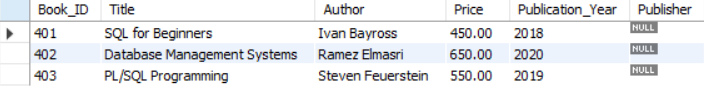 Book_ID Title Author Price Publication_Year Publisher
401 SQL for Beginners Ivan Bayross 450.00 2018 NULL
402 Database Management Systems Ramez Elmasri 650.00 2020 NULL
403 PL/SQL Programming Steven Feuerstein 550.00 2019 NULL